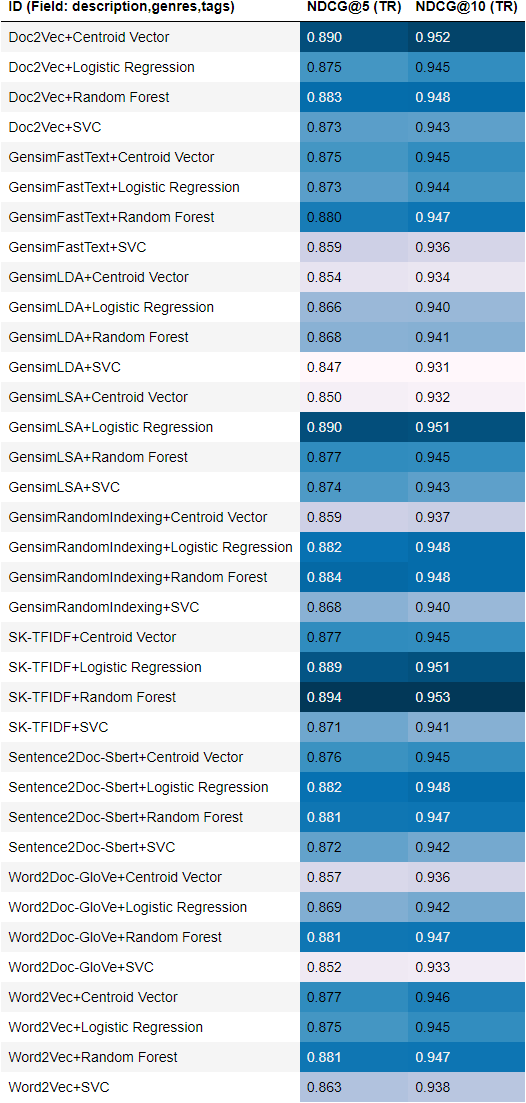 ID (Field: description,genres,tags) NDCG@5 (TR) NDCG@10 (TR)
Doc2Vec+Centroid Vector 0.890 0.952
Doc2Vec+Logistic Regression 0.875 0.945
Doc2Vec+Random Forest 0.883 0.948
Doc2Vec+SVC 0.873 0.943
GensimFastText+Centroid Vector 0.875 0.945
GensimFastText+Logistic Regression 0.873 0.944
GensimFastText+Random Forest 0.880 0.947
GensimFastText+SVC 0.859 0.936
GensimLDA+Centroid Vector 0.854 0.934
GensimLDA+Logistic Regression 0.866 0.940
GensimLDA+Random Forest 0.868 0.941
GensimLDA+SVC 0.847 0.931
GensimLSA+Centroid Vector 0.850 0.932
GensimLSA+Logistic Regression 0.890 0.951
GensimLSA+Random Forest 0.877 0.945
GensimLSA+SVC 0.874 0.943
GensimRandomIndexing+Centroid Vector 0.859 0.937
GensimRandomIndexing+Logistic Regression 0.882 0.948
GensimRandomIndexing+Random Forest 0.884 0.948
GensimRandomIndexing+SVC 0.868 0.940
SK-TFIDF+Centroid Vector 0.877 0.945
SK-TFIDF+Logistic Regression 0.889 0.951
SK-TFIDF+Random Forest 0.894 0.953
SK-TFIDF+SVC 0.871 0.941
Sentence2Doc-Sbert+Centroid Vector 0.876 0.945
Sentence2Doc-Sbert+Logistic Regression 0.882 0.948
Sentence2Doc-Sbert+Random Forest 0.881 0.947
Sentence2Doc-Sbert+SVC 0.872 0.942
Word2Doc-GloVe+Centroid Vector 0.857 0.936
Word2Doc-GloVe+Logistic Regression 0.869 0.942
Word2Doc-GloVe+Random Forest 0.881 0.947
Word2Doc-GloVe+SVC 0.852 0.933
Word2Vec+Centroid Vector 0.877 0.946
Word2Vec+Logistic Regression 0.875 0.945
Word2Vec+Random Forest 0.881 0.947
Word2Vec+SVC 0.863 0.938